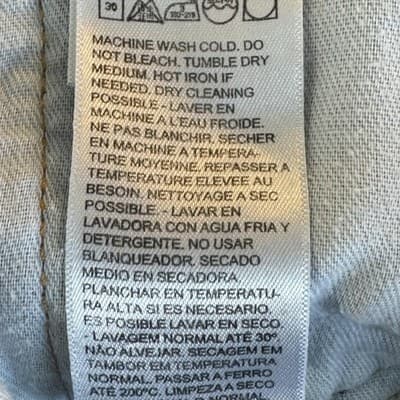 30
MACHINE WASH COLD. DO
NOT BLEACH. TUMBLE DRY
MEDIUM. HOT IRON IF
NEEDED. DRY CLEANING
POSSIBLE - LAVER EN
MACHINE A L'EAU FROIDE.
NE PAS BLANCHIR. SECHER
EN MACHINE A TEMPERA-
TURE MOYENNE. REPASSER A
TEMPERATURE ELEVEE AU
BESOIN. NETTOYAGE A SEC
POSSIBLE. - LAVAR EN
LAVADORA CON AGUA FRIA Y
DETERGENTE. NO USAR
BLANQUEADOR. SECADO
MEDIO EN SECADORA.
PLANCHAR EN TEMPERATU-
RA ALTA SI ES NECESARIO.
ES POSIBLE LAVAR EN SECO.
- LAVAGEM NORMAL ATÉ 30º.
NÃO ALVEJAR. SECAGEM EM
TAMBOR EM TEMPERATURA
NORMAL. PASSAR A FERRO
ATÉ 200ºC. LIMPEZA A SECO